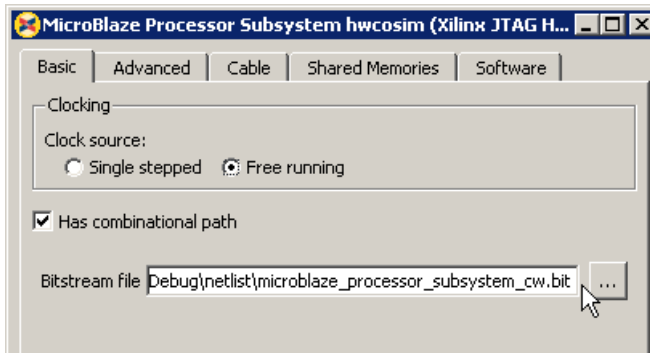 MicroBlaze Processor Subsystem hwcosim (Xilinx JTAG H...
Basic Advanced Cable Shared Memories Software
Clocking
Clock source:
Single stepped Free running
Has combinational path
Bitstream file Debug\netlist\microblaze_processor_subsystem_cw.bit ...